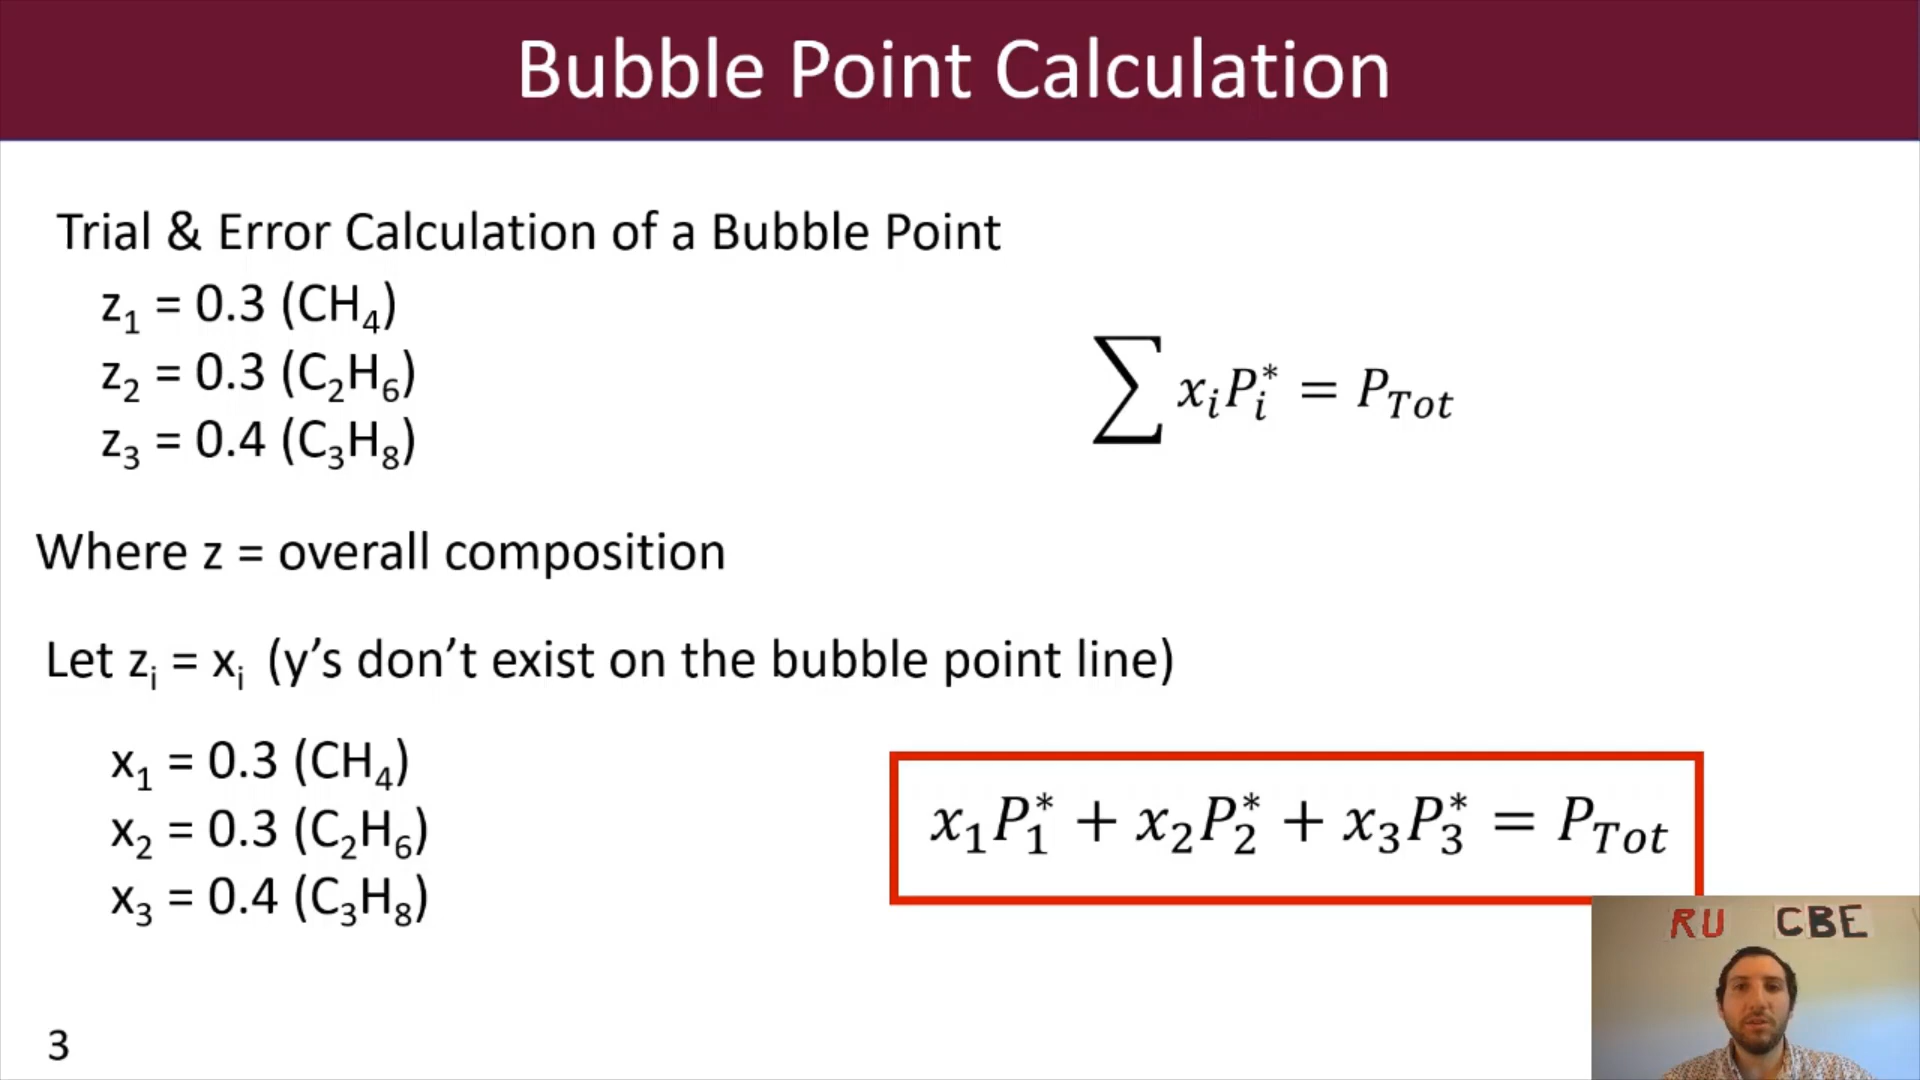 Bubble Point Calculation
Trial & Error Calculation of a Bubble Point
z₁ = 0.3 (CH₄)
z₂ = 0.3 (C₂H₆)
z₃ = 0.4 (C₃H₈)
∑ xᵢPᵢ* = P_Tot
Where z = overall composition
Let zᵢ = xᵢ (y’s don’t exist on the bubble point line)
x₁ = 0.3 (CH₄)
x₂ = 0.3 (C₂H₆)
x₃ = 0.4 (C₃H₈)
x₁P₁* + x₂P₂* + x₃P₃* = P_Tot
RU CBE
3